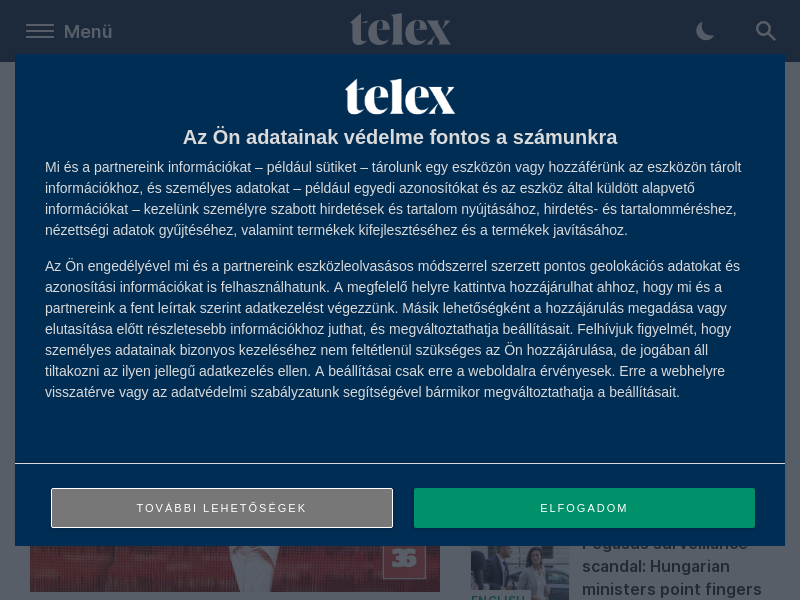 Menü
telex
telex
Az Ön adatainak védelme fontos a számunkra
Mi és a partnereink információkat – például sütiket – tárolunk egy eszközön vagy hozzáférünk az eszközön tárolt
információkhoz, és személyes adatokat – például egyedi azonosítókat és az eszköz által küldött alapvető
információkat – kezelünk személyre szabott hirdetések és tartalom nyújtásához, hirdetés- és tartalomméréshez,
nézettségi adatok gyűjtéséhez, valamint termékek kifejlesztéséhez és a termékek javításához.
Az Ön engedélyével mi és a partnereink eszközleolvasásos módszerrel szerzett pontos geolokációs adatokat és
azonosítási információkat is felhasználhatunk. A megfelelő helyre kattintva hozzájárulhat ahhoz, hogy mi és a
partnereink a fent leírtak szerint adatkezelést végezzünk. Másik lehetőségként a hozzájárulás megadása vagy
elutasítása előtt részletesebb információkhoz juthat, és megváltoztathatja beállításait. Felhívjuk figyelmét, hogy
személyes adatainak bizonyos kezeléséhez nem feltétlenül szükséges az Ön hozzájárulása, de jogában áll
tiltakozni az ilyen jellegű adatkezelés ellen. A beállításai csak erre a weboldalra érvényesek. Erre a webhelyre
visszatérve vagy az adatvédelmi szabályzatunk segítségével bármikor megváltoztathatja a beállításait.
TOVÁBBI LEHETŐSÉGEK
ELFOGADOM
36
ENGLISH
Pegasus surveillance
scandal: Hungarian
ministers point fingers